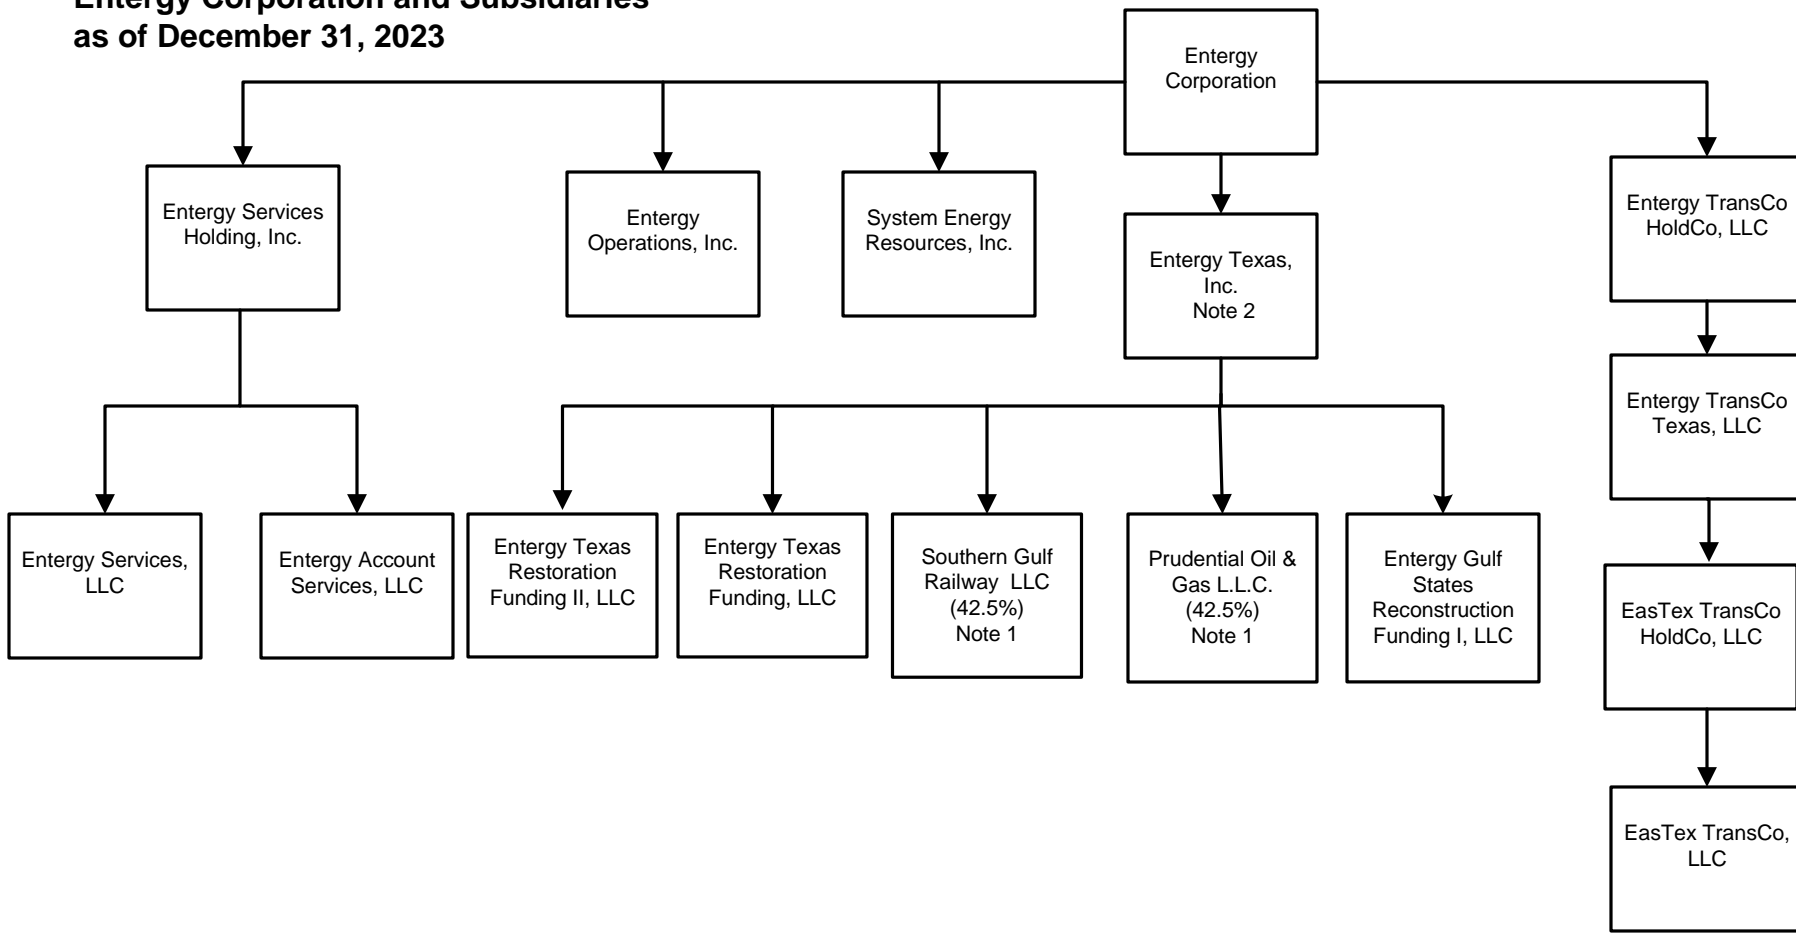 Entergy Corporation and Subsidiaries
as of December 31, 2023
Entergy
Corporation
Entergy Services
Holding, Inc.
Entergy
Operations, Inc.
System Energy
Resources, Inc.
Entergy Texas,
Inc.
Note 2
Entergy TransCo
HoldCo, LLC
Entergy TransCo
Texas, LLC
Entergy Services,
LLC
Entergy Account
Services, LLC
Entergy Texas
Restoration
Funding II, LLC
Entergy Texas
Restoration
Funding, LLC
Southern Gulf
Railway LLC
(42.5%)
Note 1
Prudential Oil &
Gas L.L.C.
(42.5%)
Note 1
Entergy Gulf
States
Reconstruction
Funding I, LLC
EasTex TransCo
HoldCo, LLC
EasTex TransCo,
LLC